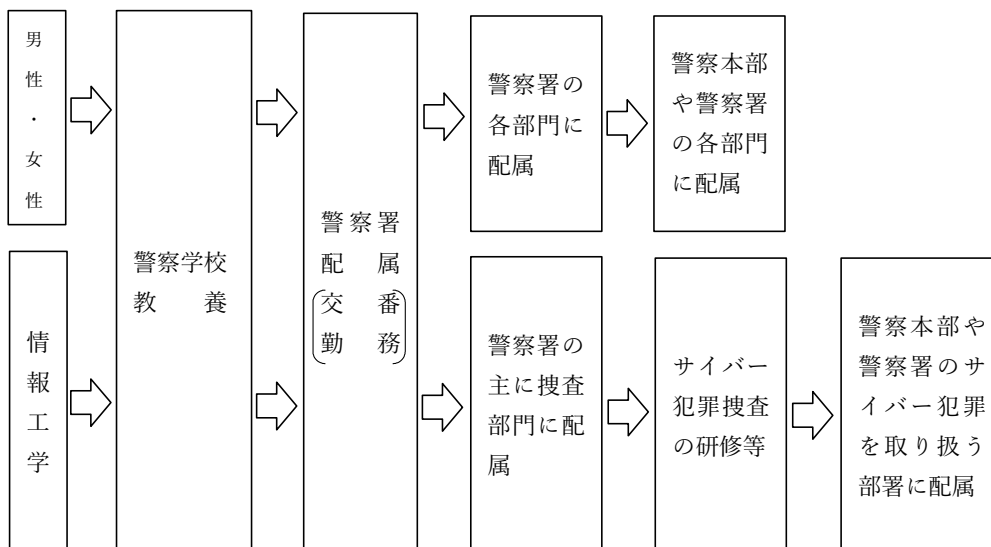 男性・女性
警察学校
教養
警察署
配属
交番
勤務
警察署の
各部門に
配属
警察本部
や警察署
の各部門
に配属
情報工学
警察署の
主に捜査
部門に配
属
サイバー
犯罪捜査
の研修等
警察本部や
警察署のサ
イバー犯罪
を取り扱う
部署に配属